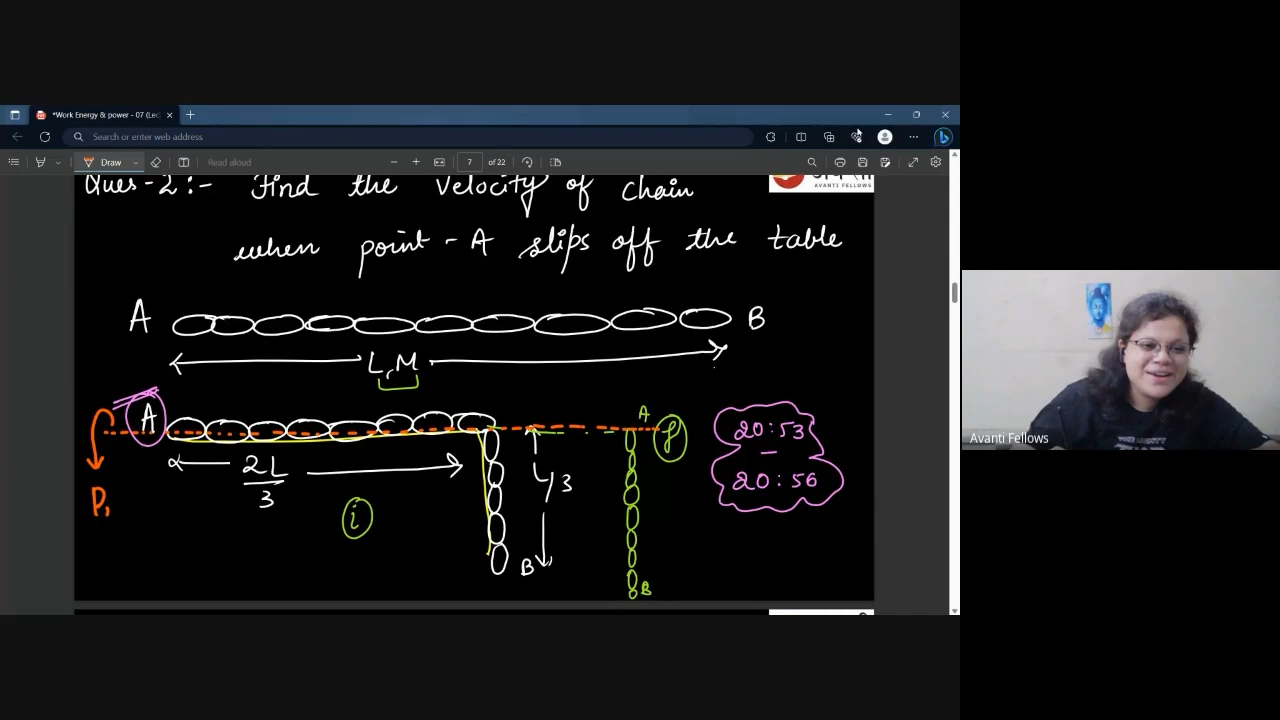 *Work Energy & power - 07 (Lec
Search or enter web address
Draw
Read aloud
7 of 22
Ques-2:- Find the velocity of chain
AVANTI FELLOWS
when point-A slips off the table
A B
L, M
A
A
f
20:53
-
20:56
2L/3
L/3
P₁
i
B
B
Avanti Fellows